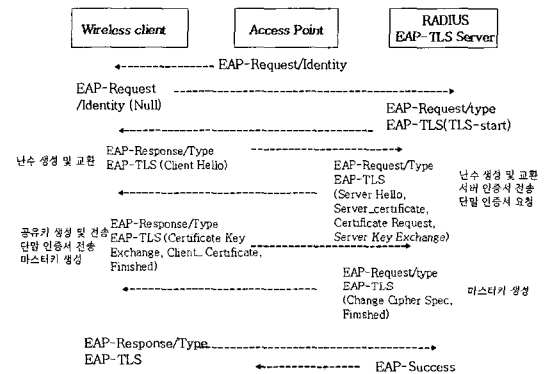 Wireless client
Access Point
RADIUS
EAP-TLS Server
EAP-Request/Identity
EAP-Request
/Identity (Null)
EAP-Request/type
EAP-TLS(TLS-start)
난수 생성 및 교환
EAP-Response/Type
EAP-TLS (Client Hello)
EAP-Request/Type
EAP-TLS
(Server Hello,
Server_certificate,
Certificate Request,
Server Key Exchange)
난수 생성 및 교환
서버 인증서 전송
단말 인증서 요청
공유키 생성 및 전송
단말 인증서 전송
마스터키 생성
EAP-Response/Type
EAP-TLS(Certificate Key
Exchange, Client_Certificate,
Finished)
EAP-Request/type
EAP-TLS
(Change Cipher Spec,
Finished)
마스터키 생성
EAP-Response/Type
EAP-TLS
EAP-Success